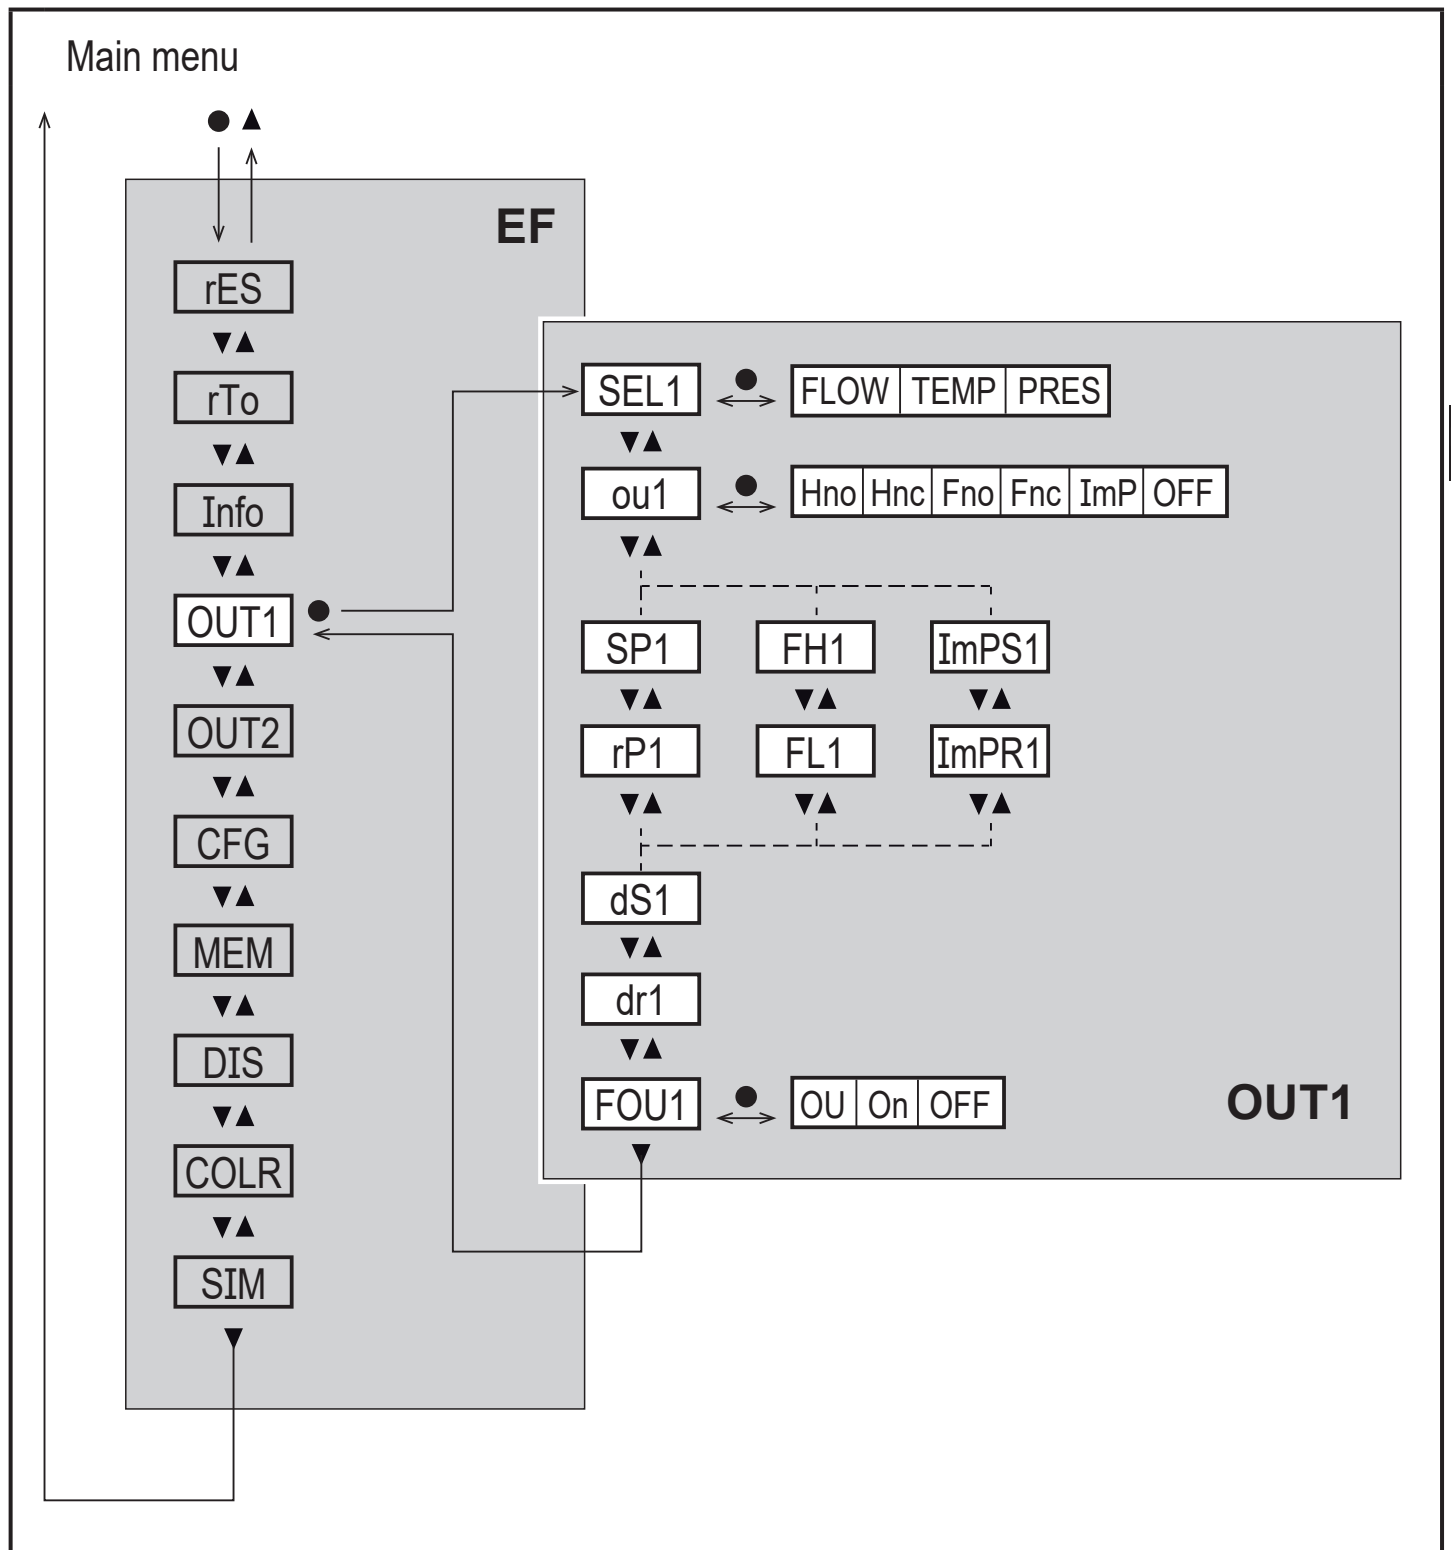 Main menu
EF
rES
rTo
Info
OUT1
OUT2
CFG
MEM
DIS
COLR
SIM
SEL1 FLOW TEMP PRES
ou1 Hno Hnc Fno Fnc ImP OFF
SP1 FH1 ImPS1
rP1 FL1 ImPR1
dS1
dr1
FOU1 OU On OFF
OUT1